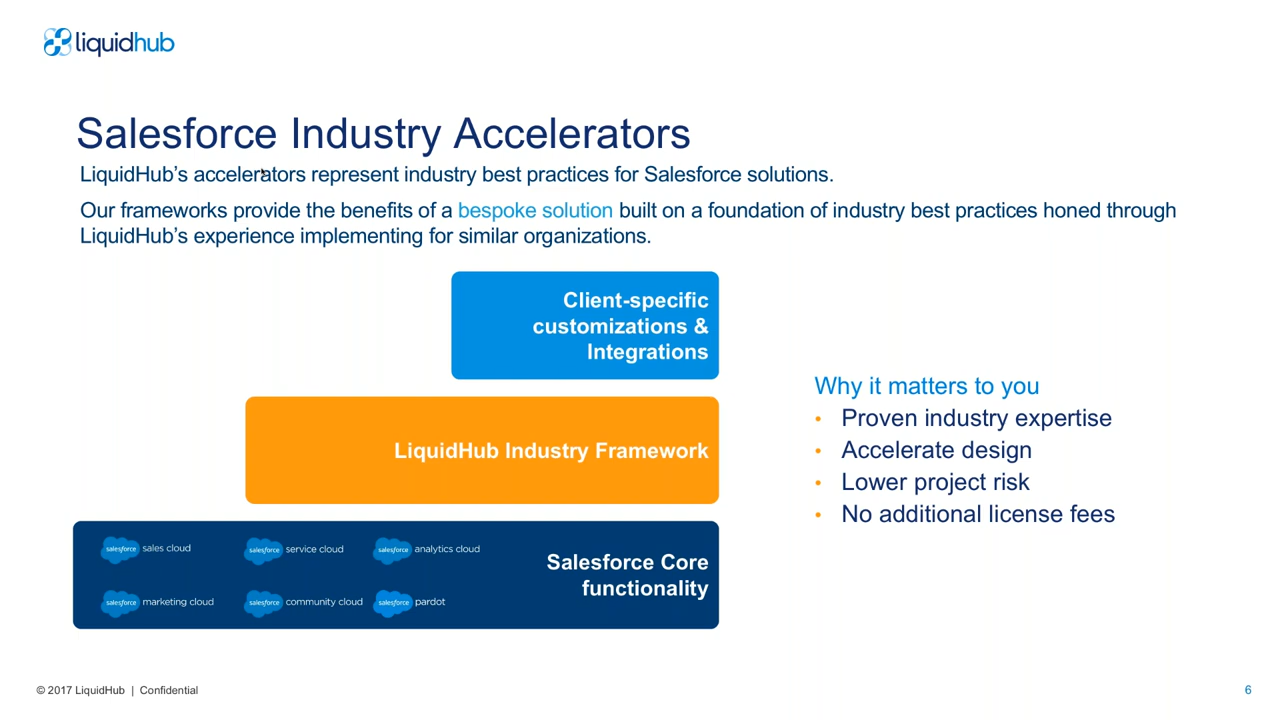 liquidhub
Salesforce Industry Accelerators
LiquidHub's accelerators represent industry best practices for Salesforce solutions.
Our frameworks provide the benefits of a bespoke solution built on a foundation of industry best practices honed through
LiquidHub's experience implementing for similar organizations.
Client-specific
customizations &
Integrations
LiquidHub Industry Framework
Salesforce Core
functionality
salesforce sales cloud
salesforce service cloud
salesforce analytics cloud
salesforce marketing cloud
salesforce community cloud
salesforce pardot
Why it matters to you
• Proven industry expertise
• Accelerate design
• Lower project risk
• No additional license fees
© 2017 LiquidHub | Confidential
6